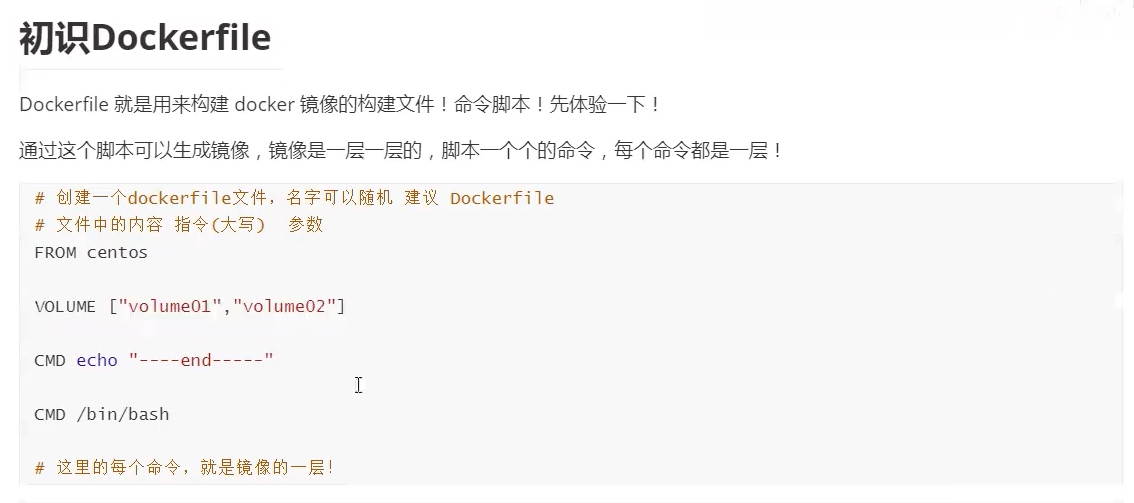 初识Dockerfile
Dockerfile 就是用来构建 docker 镜像的构建文件！命令脚本！先体验一下！
通过这个脚本可以生成镜像，镜像是一层一层的，脚本一个个的命令，每个命令都是一层！
# 创建一个dockerfile文件，名字可以随机 建议 Dockerfile
# 文件中的内容 指令(大写)  参数
FROM centos
VOLUME ["volume01","volume02"]
CMD echo "----end-----"
CMD /bin/bash
# 这里的每个命令，就是镜像的一层！